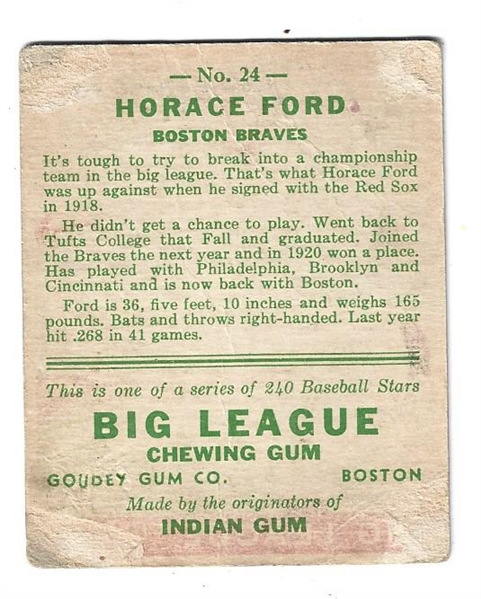 — No. 24 —
HORACE FORD
BOSTON BRAVES
It's tough to try to break into a championship
team in the big league. That's what Horace Ford
was up against when he signed with the Red Sox
in 1918.
He didn't get a chance to play. Went back to
Tufts College that Fall and graduated. Joined
the Braves the next year and in 1920 won a place.
Has played with Philadelphia, Brooklyn and
Cincinnati and is now back with Boston.
Ford is 36, five feet, 10 inches and weighs 165
pounds. Bats and throws right-handed. Last year
hit .268 in 41 games.
This is one of a series of 240 Baseball Stars
BIG LEAGUE
CHEWING GUM
GOUDEY GUM CO. BOSTON
Made by the originators of
INDIAN GUM